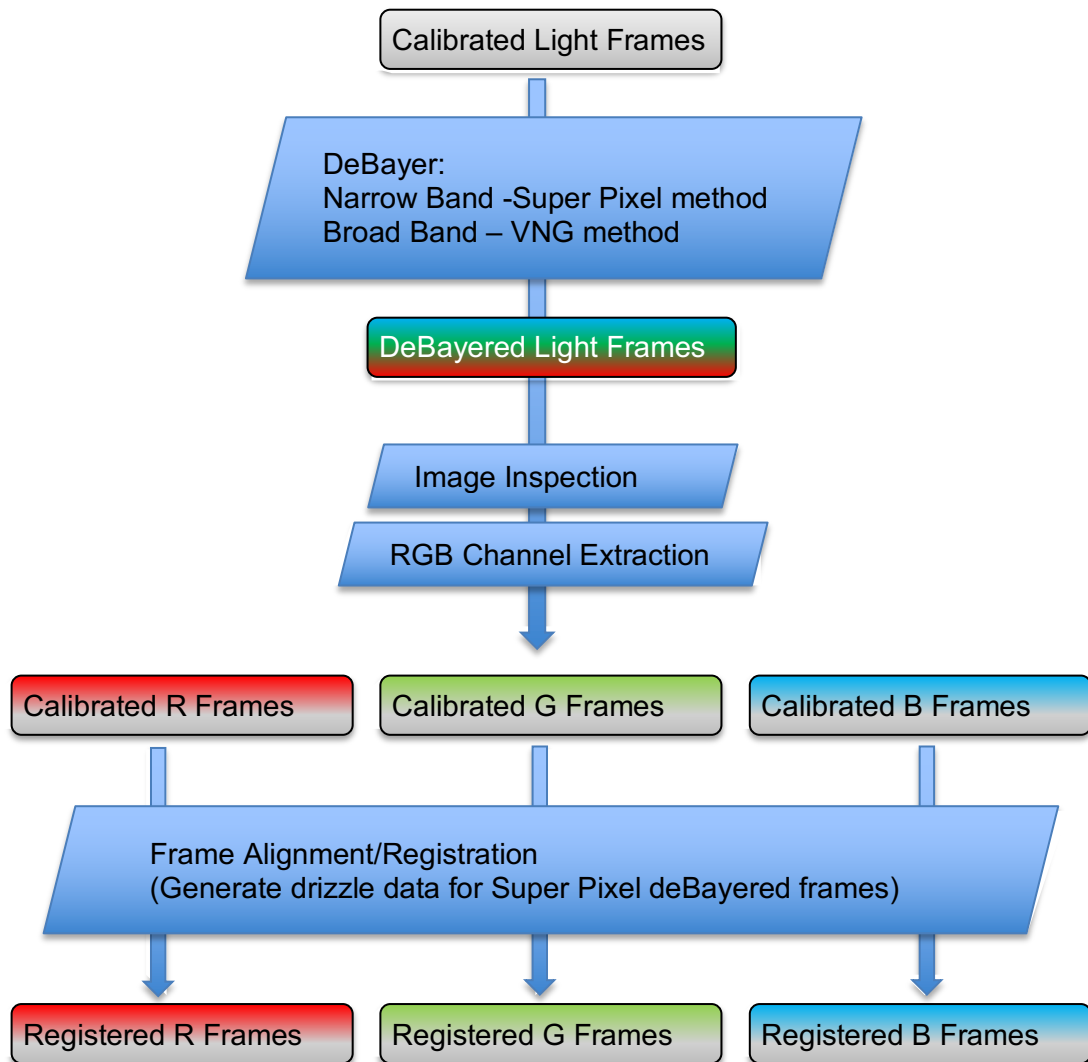 Calibrated Light Frames
DeBayer:
Narrow Band -Super Pixel method
Broad Band – VNG method
DeBayered Light Frames
Image Inspection
RGB Channel Extraction
Calibrated R Frames
Calibrated G Frames
Calibrated B Frames
Frame Alignment/Registration
(Generate drizzle data for Super Pixel deBayered frames)
Registered R Frames
Registered G Frames
Registered B Frames